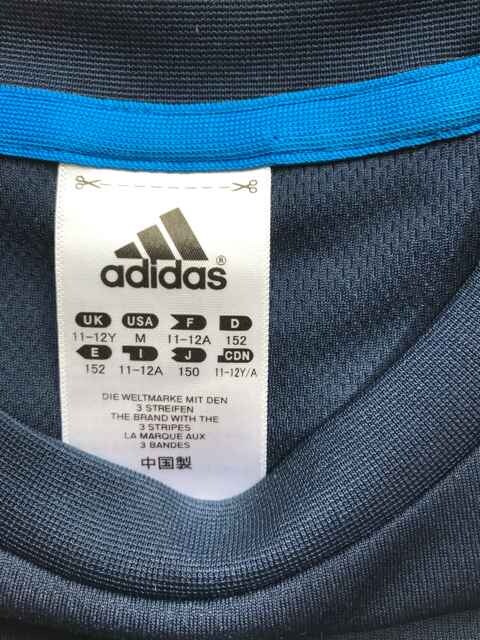 adidas®
UK USA F D
11-12Y M 11-12A 152
E I J CDN
152 11-12A 150 11-12Y/A
DIE WELTMARKE MIT DEN
3 STREIFEN
THE BRAND WITH THE
3 STRIPES
LA MARQUE AUX
3 BANDES
中国製